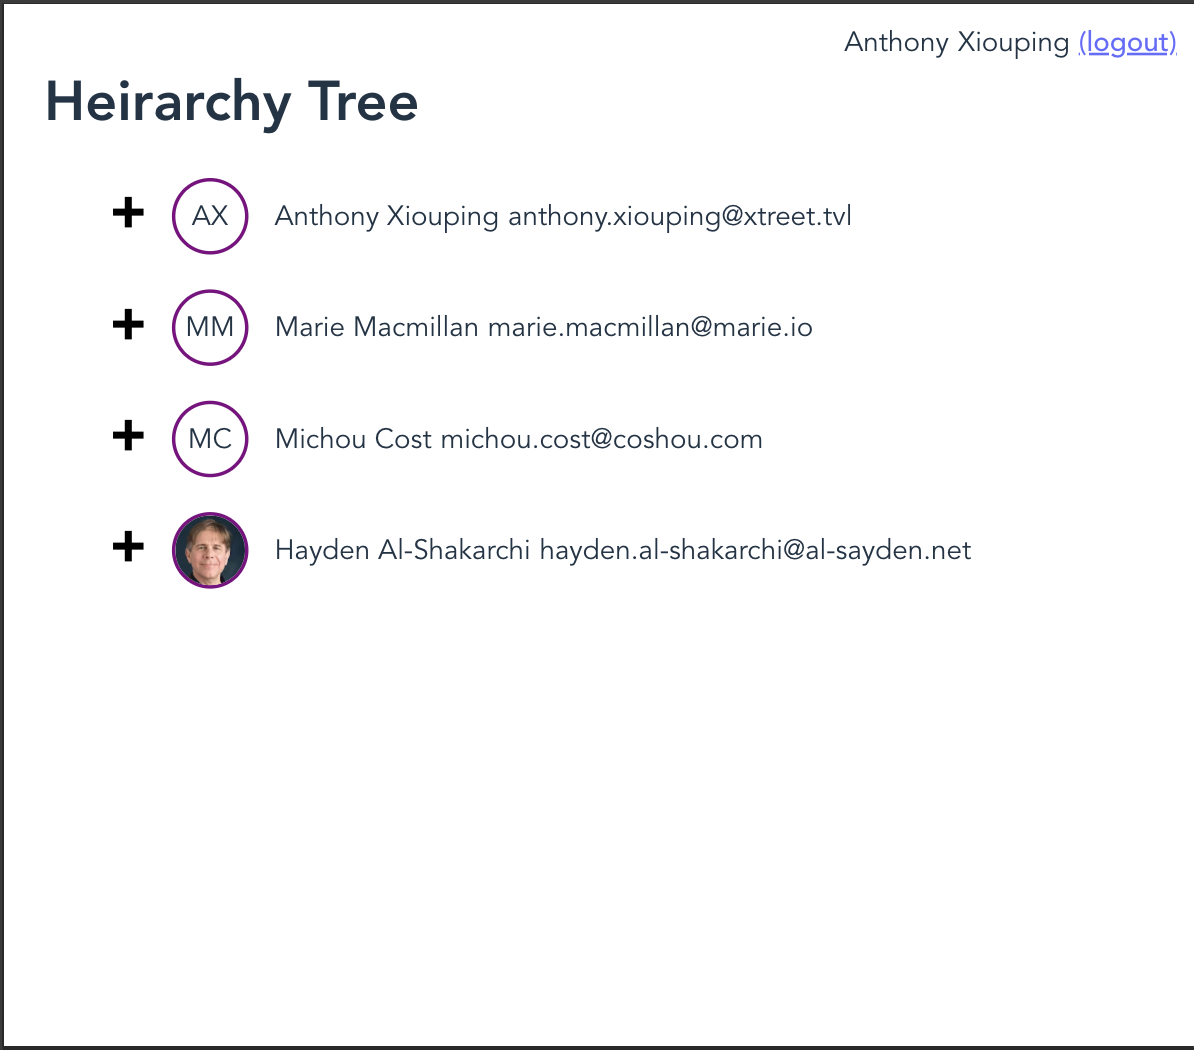 Anthony Xiouping (logout)
Heirarchy Tree
AX Anthony Xiouping anthony.xiouping@xtreet.tvl
MM Marie Macmillan marie.macmillan@marie.io
MC Michou Cost michou.cost@coshou.com
Hayden Al-Shakarchi hayden.al-shakarchi@al-sayden.net